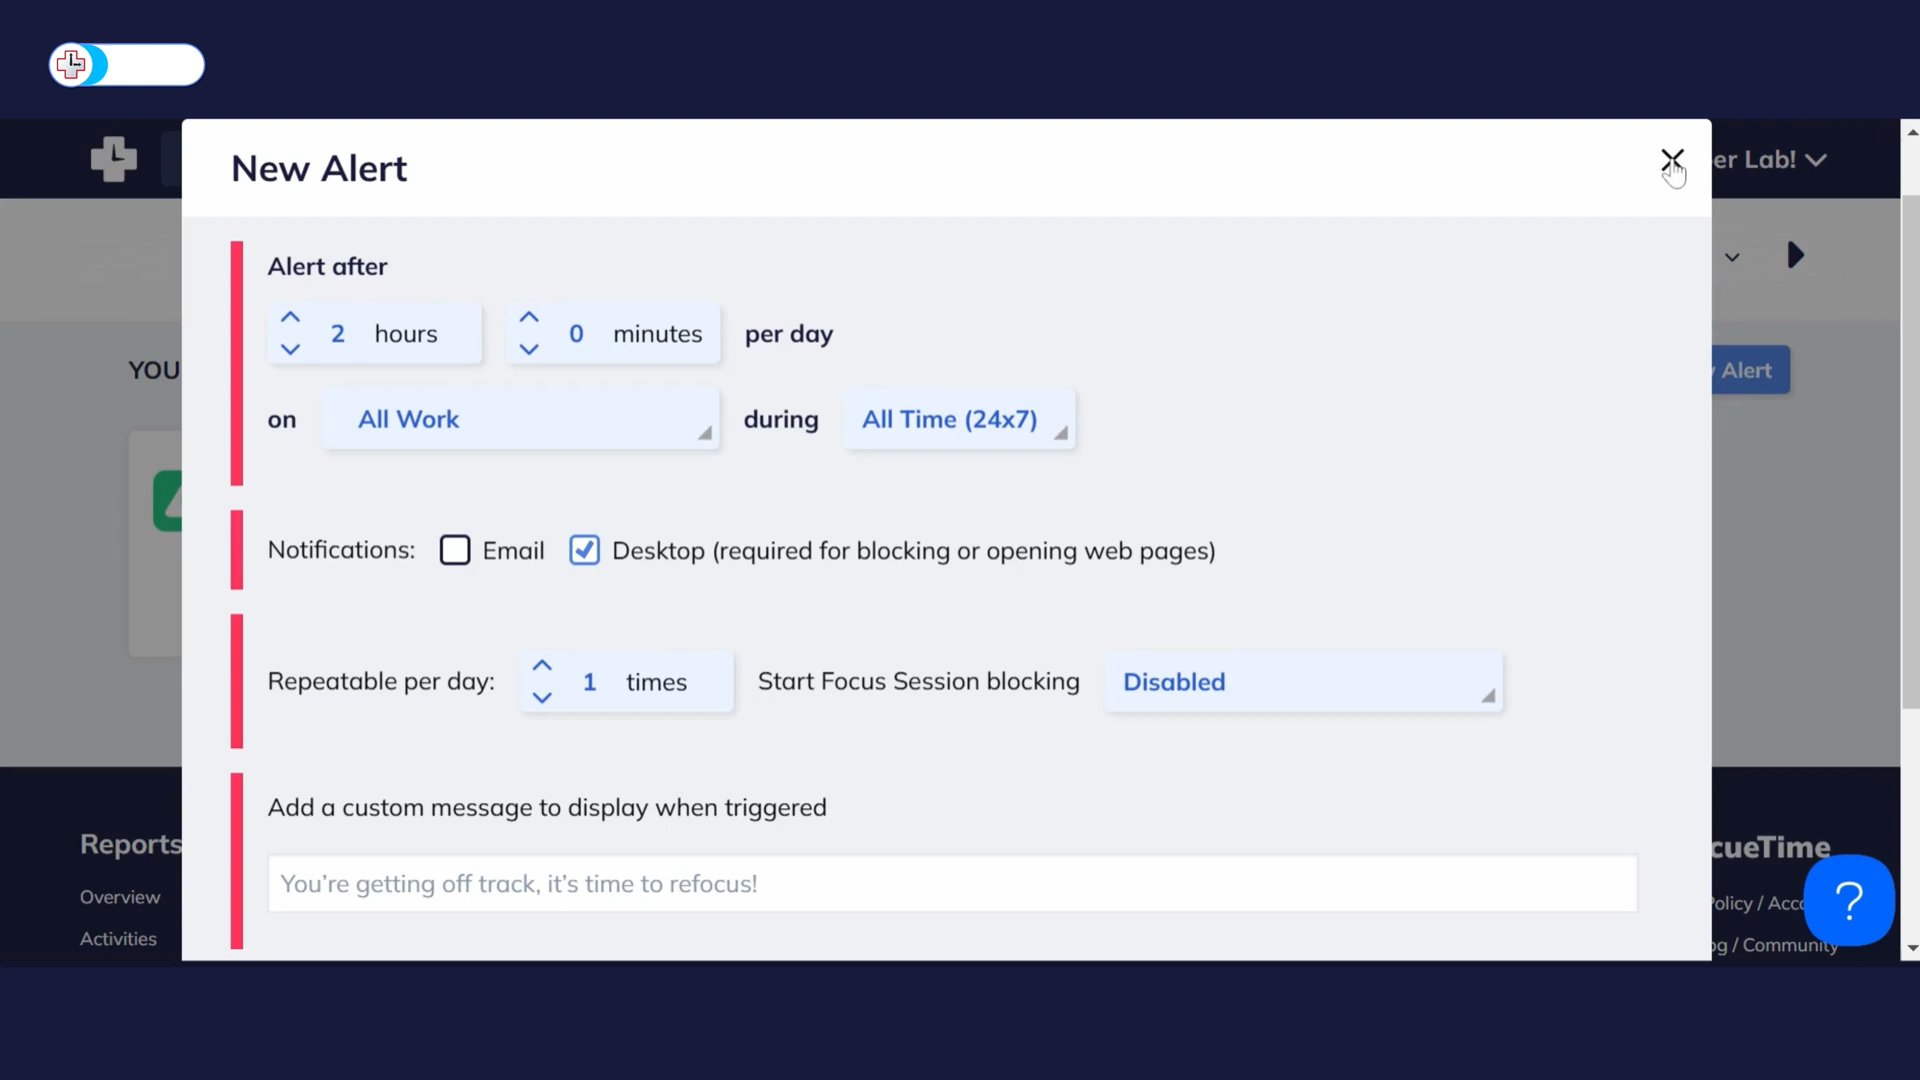 New Alert
er Lab!
Alert after
2 hours 0 minutes per day
YOU
Alert
on All Work during All Time (24x7)
Notifications: Email Desktop (required for blocking or opening web pages)
Repeatable per day: 1 times Start Focus Session blocking Disabled
Add a custom message to display when triggered
You're getting off track, it's time to refocus!
Reports
cueTime
Overview
olicy / Acc
?
Activities
og / Community